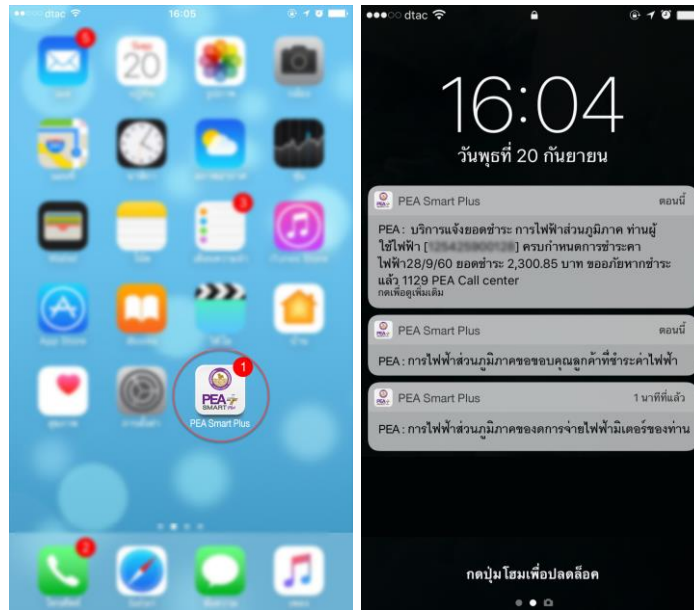 dtac
16:05
5
20
3
1
PEA
SMART Plus
PEA Smart Plus
2
dtac
16:04
วันพุธที่ 20 กันยายน
PEA Smart Plus
ตอนนี้
PEA : บริการแจ้งยอดชำระ การไฟฟ้าส่วนภูมิภาค ท่านผู้
ใช้ไฟฟ้า [ ] ครบกำหนดการชำระคา
ไฟฟ้า28/9/60 ยอดชำระ 2,300.85 บาท ขออภัยหากชำระ
แล้ว 1129 PEA Call center
กดเพื่อดูเพิ่มเติม
PEA Smart Plus
ตอนนี้
PEA : การไฟฟ้าส่วนภูมิภาคขอขอบคุณลูกค้าที่ชำระค่าไฟฟ้า
PEA Smart Plus
1 นาทีที่แล้ว
PEA : การไฟฟ้าส่วนภูมิภาคของดการจ่ายไฟฟ้ามิเตอร์ของท่าน
กดปุ่มโฮมเพื่อปลดล็อค